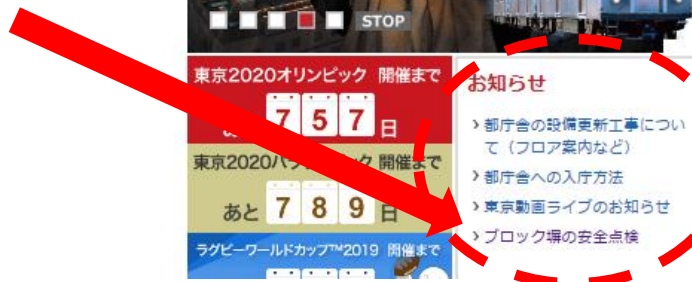 STOP
東京2020オリンピック 開催まで
757日
東京2020パラ ック 開催まで
あと 789日
ラグビーワールドカップ™2019 開催まで
お知らせ
›都庁舎の設備更新工事につい
て（フロア案内など）
›都庁舎への入庁方法
›東京動画ライブのお知らせ
›ブロック塀の安全点検